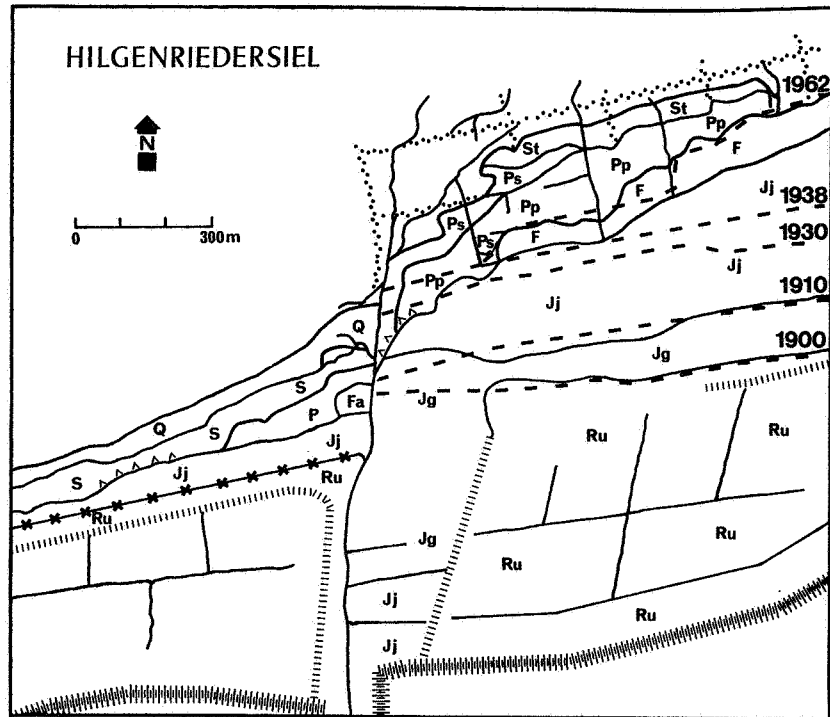 HILGENRIEDERSIEL
N
0 300m
1962
1938
1930
1910
1900
St
St
Pp
Ps
Pp
F
Jj
Ps
Pp
F
Ps
F
Jj
Pp
Jj
Q
Jg
S
P
Fa
Jg
Q
S
Jj
Ru
Ru
S
Jj
Ru
Ru
Jg
Ru
Ru
Jj
Ru
Jj